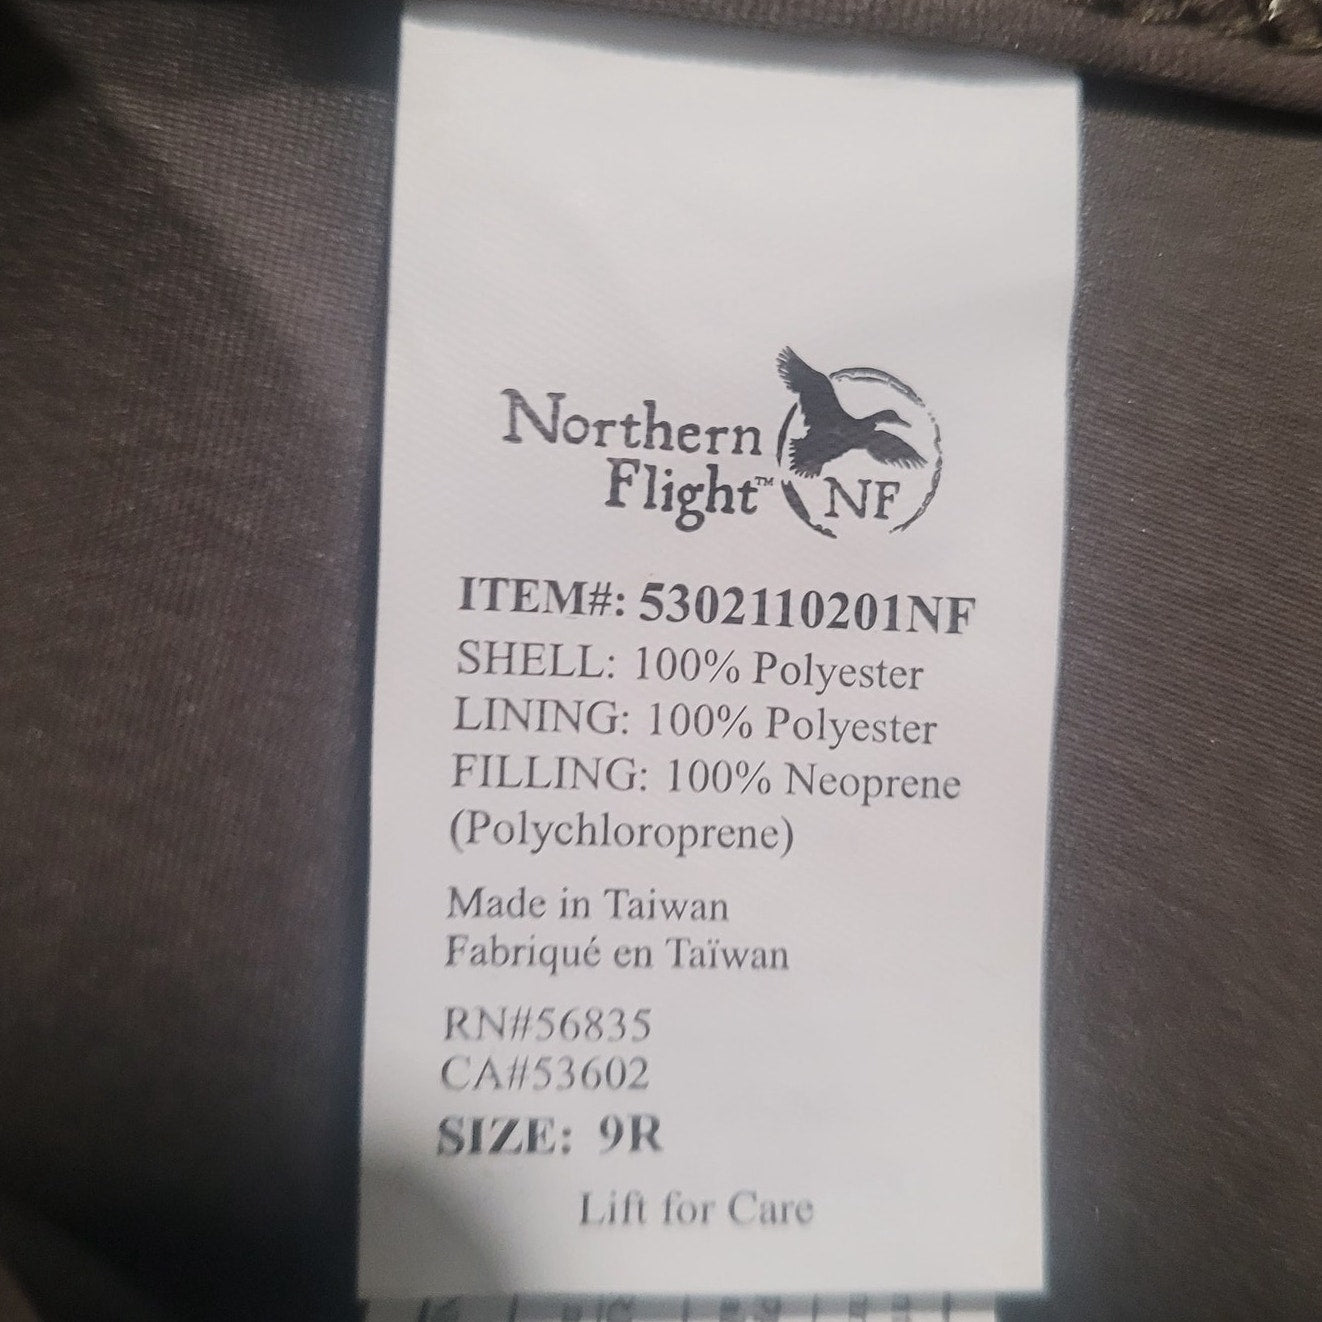 Northern
Flight™ NF
ITEM#: 5302110201NF
SHELL: 100% Polyester
LINING: 100% Polyester
FILLING: 100% Neoprene
(Polychloroprene)
Made in Taiwan
Fabriqué en Taïwan
RN#56835
CA#53602
SIZE: 9R
Lift for Care